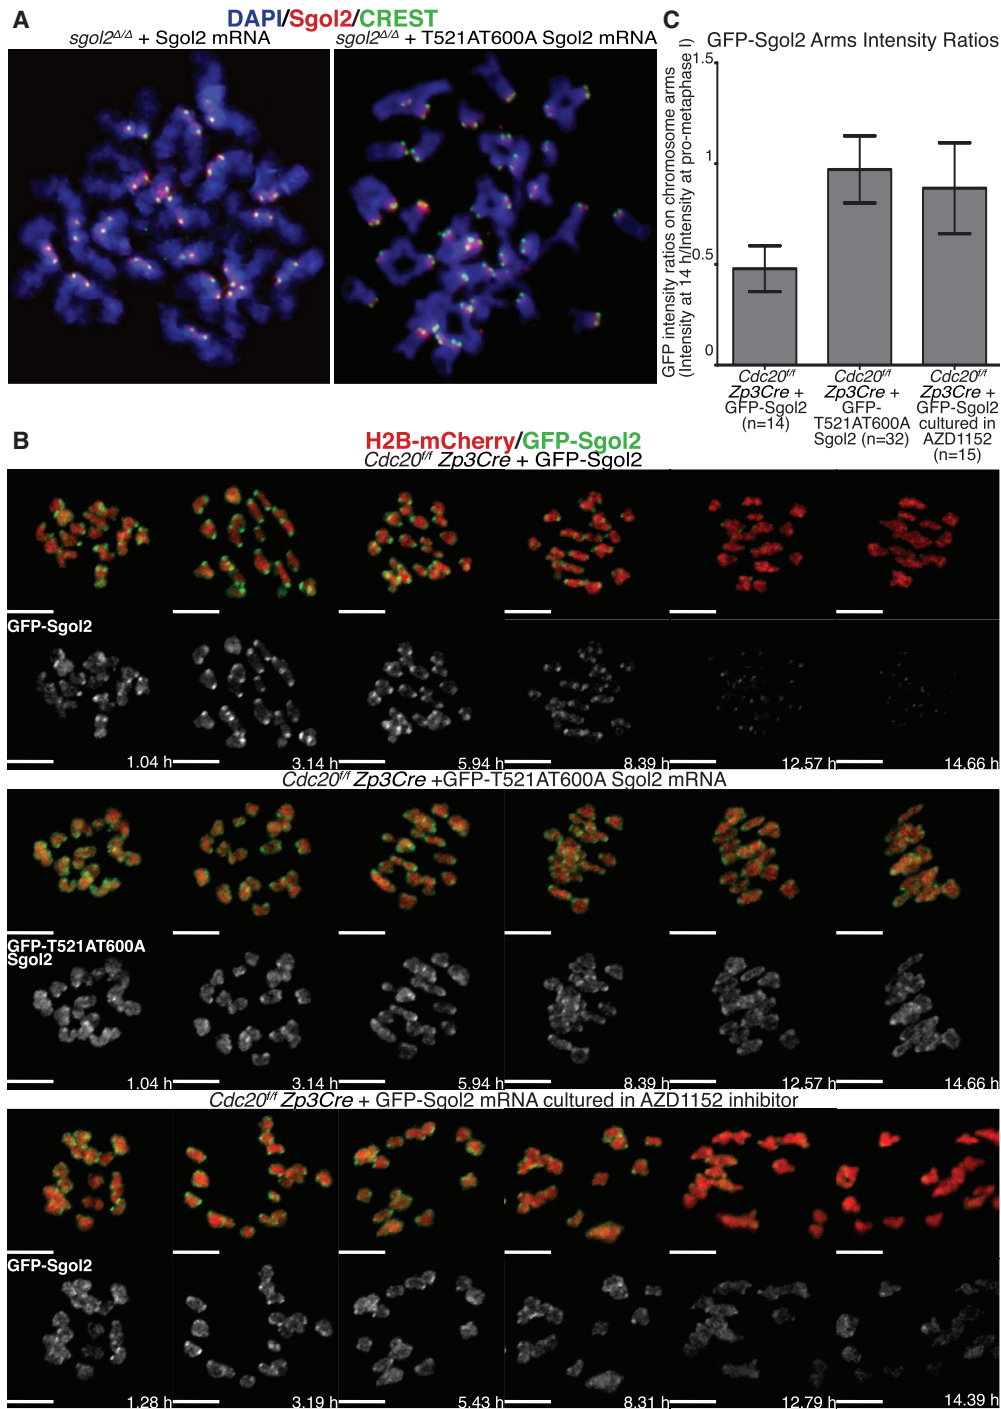 A
DAPI/Sgol2/CREST
sgol2Δ/Δ + Sgol2 mRNA
sgol2Δ/Δ + T521AT600A Sgol2 mRNA
C
GFP-Sgol2 Arms Intensity Ratios
GFP intensity ratios on chromosome arms
(Intensity at 14 h/Intensity at pro-metaphase I)
1.5
1
0.5
0
Cdc20f/f
Zp3Cre +
GFP-Sgol2
(n=14)
Cdc20f/f
Zp3Cre +
GFP-
T521AT600A
Sgol2 (n=32)
Cdc20f/f
Zp3Cre +
GFP-Sgol2
cultured in
AZD1152
(n=15)
B
H2B-mCherry/GFP-Sgol2
Cdc20f/f Zp3Cre + GFP-Sgol2
GFP-Sgol2
1.04 h
3.14 h
5.94 h
8.39 h
12.57 h
14.66 h
Cdc20f/f Zp3Cre +GFP-T521AT600A Sgol2 mRNA
GFP-T521AT600A
Sgol2
1.04 h
3.14 h
5.94 h
8.39 h
12.57 h
14.66 h
Cdc20f/f Zp3Cre + GFP-Sgol2 mRNA cultured in AZD1152 inhibitor
GFP-Sgol2
1.28 h
3.19 h
5.43 h
8.31 h
12.79 h
14.39 h